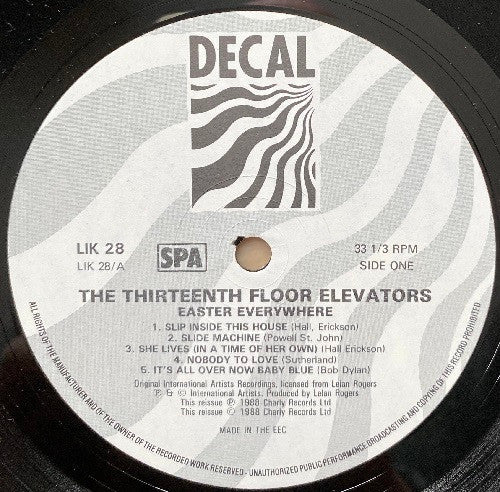 DECAL
LIK 28
LIK 28/A
SPA
33 1/3 RPM
SIDE ONE
THE THIRTEENTH FLOOR ELEVATORS
EASTER EVERYWHERE
1. SLIP INSIDE THIS HOUSE (Hall, Erickson)
2. SLIDE MACHINE (Powell St. John)
3. SHE LIVES (IN A TIME OF HER OWN) (Hall Erickson)
4. NOBODY TO LOVE (Sutherland)
5. IT'S ALL OVER NOW BABY BLUE (Bob Dylan)
Original International Artists Recordings, licensed from Lelan Rogers
℗ & © International Artists. Produced by Lelan Rogers
This reissue ℗ 1988 Charly Records Ltd
This reissue © 1988 Charly Records Ltd
MADE IN THE EEC
ALL RIGHTS OF THE MANUFACTURER AND OF THE OWNER OF THE RECORDED WORK RESERVED - UNAUTHORIZED PUBLIC PERFORMANCE BROADCASTING AND COPYING OF THIS RECORD PROHIBITED